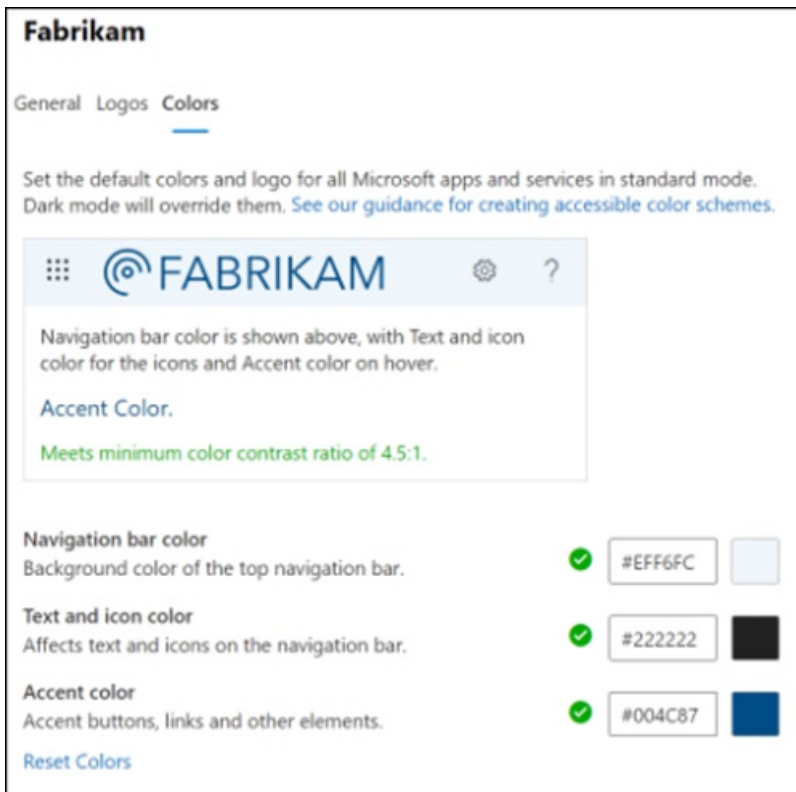 Fabrikam
General Logos Colors
Set the default colors and logo for all Microsoft apps and services in standard mode.
Dark mode will override them. See our guidance for creating accessible color schemes.
FABRIKAM ?
Navigation bar color is shown above, with Text and icon
color for the icons and Accent color on hover.
Accent Color.
Meets minimum color contrast ratio of 4.5:1.
Navigation bar color
Background color of the top navigation bar.
#EFF6FC
Text and icon color
Affects text and icons on the navigation bar.
#222222
Accent color
Accent buttons, links and other elements.
#004C87
Reset Colors